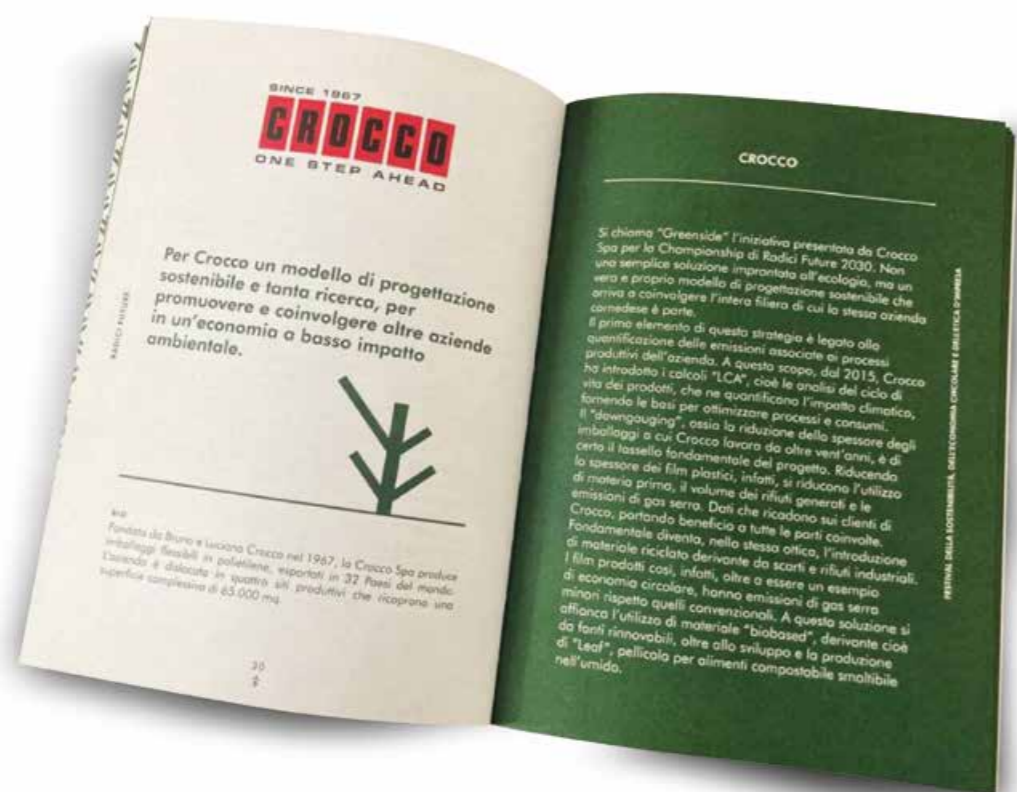 SINCE 1967
CROCCO
ONE STEP AHEAD
Per Crocco un modello di progettazione
sostenibile e tanta ricerca, per
promuovere e coinvolgere altre aziende
in un'economia a basso impatto
ambientale.
RADICI FUTURE
BIO
Fondata da Bruno e Luciana Crocco nel 1967, la Crocco Spa produce
imballaggi flessibili in polietilene, esportati in 32 Paesi del mondo.
L'azienda è dislocata in quattro siti produttivi che ricoprono una
superficie complessiva di 65.000 mq.
30
CROCCO
Si chiama "Greenside" l'iniziativa presentata da Crocco
Spa per la Championship di Radici Future 2030. Non
una semplice soluzione improntata all'ecologia, ma un
vero e proprio modello di progettazione sostenibile che
arriva a coinvolgere l'intera filiera di cui la stessa azienda
cornedese è parte.
Il primo elemento di questa strategia è legato alla
quantificazione delle emissioni associate ai processi
produttivi dell'azienda. A questo scopo, dal 2015, Crocco
ha introdotto i calcoli "LCA", cioè le analisi del ciclo di
vita dei prodotti, che ne quantificano l'impatto climatico,
fornendo le basi per ottimizzare processi e consumi.
Il "downgauging", ossia la riduzione dello spessore degli
imballaggi a cui Crocco lavora da oltre vent'anni, è di
certo il tassello fondamentale del progetto. Riducendo
lo spessore dei film plastici, infatti, si riducono l'utilizzo
di materia prima, il volume dei rifiuti generati e le
emissioni di gas serra. Dati che ricadono sui clienti di
Crocco, portando beneficio a tutte le parti coinvolte.
Fondamentale diventa, nella stessa ottica, l'introduzione
di materiale riciclato derivante da scarti e rifiuti industriali.
I film prodotti così, infatti, oltre a essere un esempio
di economia circolare, hanno emissioni di gas serra
minori rispetto quelli convenzionali. A questa soluzione si
affianca l'utilizzo di materiale "biobased", derivante cioè
da fonti rinnovabili, oltre allo sviluppo e la produzione
di "Leaf", pellicola per alimenti compostabile smaltibile
nell'umido.
FESTIVAL DELLA SOSTENIBILITÀ, DELL'ECONOMIA CIRCOLARE E DELL'ETICA D'IMPRESA